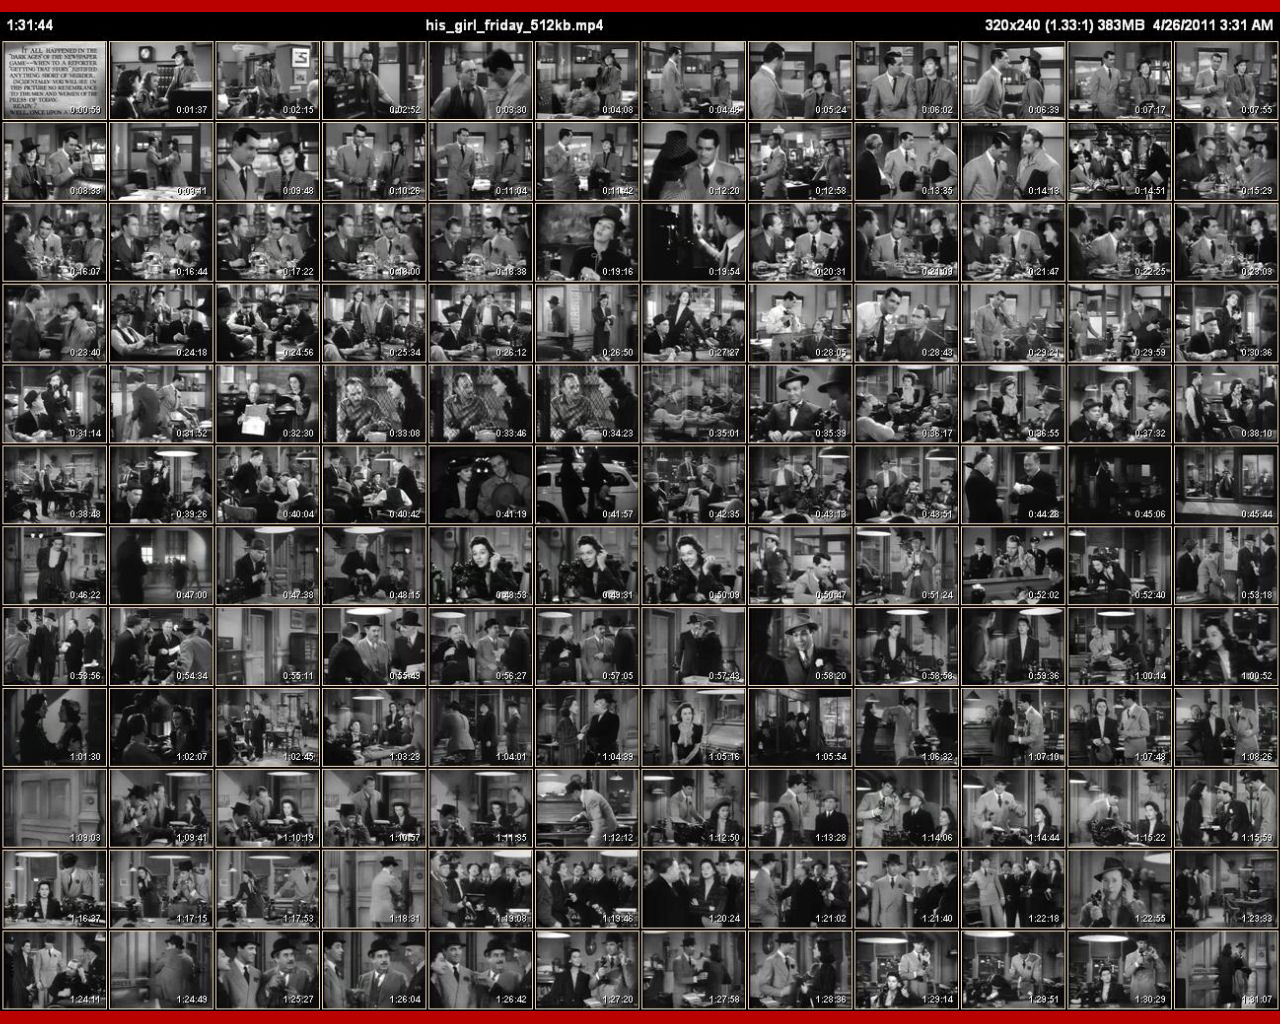 1:31:44 his_girl_friday_512kb.mp4 320x240 (1.33:1) 383MB 4/26/2011 3:31 AM
IT ALL HAPPENED IN THE
"DARK AGES" OF THE NEWSPAPER
GAME--WHEN TO A REPORTER
"GETTING THAT STORY" JUSTIFIED
ANYTHING SHORT OF MURDER.
INCIDENTALLY YOU WILL SEE IN
THIS PICTURE NO RESEMBLANCE
TO THE MEN AND WOMEN OF THE
PRESS OF TODAY.
READY?
WELL, ONCE UPON A
0:00:59 0:01:37 0:02:15 0:02:52 0:03:30 0:04:08 0:04:46 0:05:24 0:06:02 0:06:39 0:07:17 0:07:55
0:08:33 0:09:11 0:09:48 0:10:26 0:11:04 0:11:42 0:12:20 0:12:58 0:13:35 0:14:13 0:14:51 0:15:29
0:16:07 0:16:44 0:17:22 0:18:00 0:18:38 0:19:16 0:19:54 0:20:31 0:21:09 0:21:47 0:22:25 0:23:03
0:23:40 0:24:18 0:24:56 0:25:34 0:26:12 0:26:50 0:27:27 0:28:05 0:28:43 0:29:21 0:29:59 0:30:36
0:31:14 0:31:52 0:32:30 0:33:08 0:33:46 0:34:23 0:35:01 0:35:39 0:36:17 0:36:55 0:37:32 0:38:10
0:38:48 0:39:26 0:40:04 0:40:42 0:41:19 0:41:57 0:42:35 0:43:13 0:43:51 0:44:28 0:45:06 0:45:44
0:46:22 0:47:00 0:47:38 0:48:15 0:48:53 0:49:31 0:50:09 0:50:47 0:51:24 0:52:02 0:52:40 0:53:18
0:53:56 0:54:34 0:55:11 0:55:49 0:56:27 0:57:05 0:57:43 0:58:20 0:58:58 0:59:36 1:00:14 1:00:52
1:01:30 1:02:07 1:02:45 1:03:23 1:04:01 1:04:39 1:05:16 1:05:54 1:06:32 1:07:10 1:07:48 1:08:26
1:09:03 1:09:41 1:10:19 1:10:57 1:11:35 1:12:12 1:12:50 1:13:28 1:14:06 1:14:44 1:15:22 1:15:59
1:16:37 1:17:15 1:17:53 1:18:31 1:19:08 1:19:46 1:20:24 1:21:02 1:21:40 1:22:18 1:22:55 1:23:33
1:24:11 1:24:49 1:25:27 1:26:04 1:26:42 1:27:20 1:27:58 1:28:36 1:29:14 1:29:51 1:30:29 1:31:07